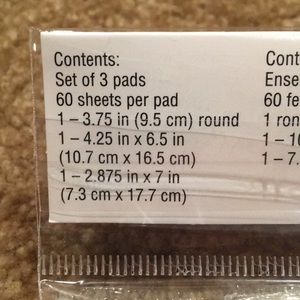 Contents:
Set of 3 pads
60 sheets per pad
1 – 3.75 in (9.5 cm) round
1 – 4.25 in x 6.5 in
(10.7 cm x 16.5 cm)
1 – 2.875 in x 7 in
(7.3 cm x 17.7 cm)
Cont
Ense
60 fe
1 ron
1 – 10
1 – 7.